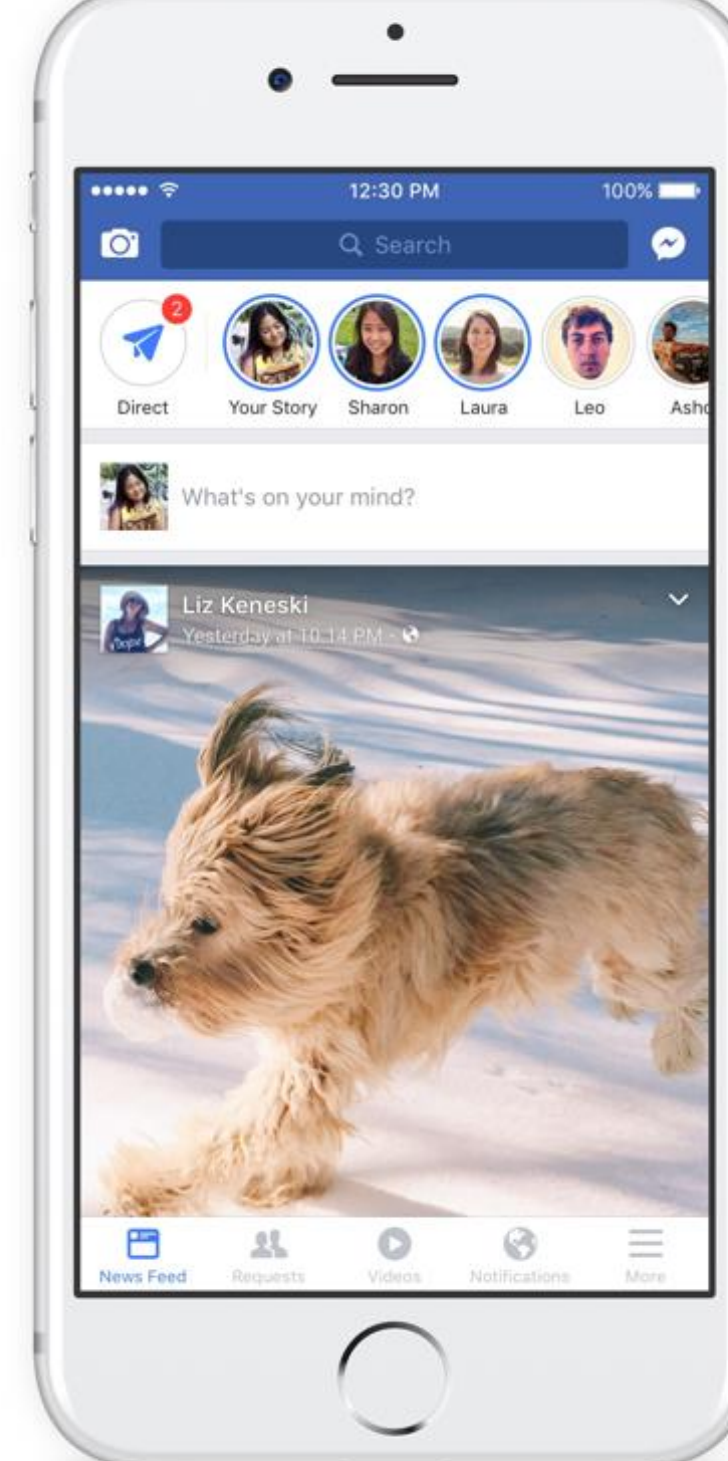 12:30 PM 100%
Search
2
Direct Your Story Sharon Laura Leo Asho
What's on your mind?
Liz Keneski
Yesterday at 10:14 PM
News Feed Requests Videos Notifications More